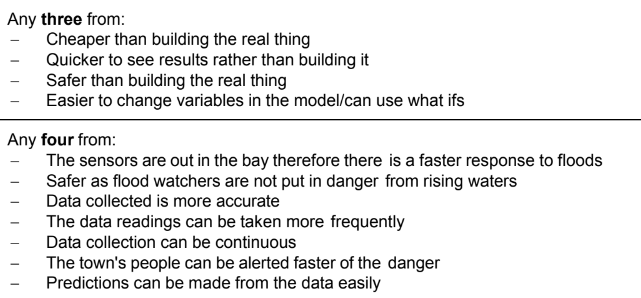 Any three from:
– Cheaper than building the real thing
– Quicker to see results rather than building it
– Safer than building the real thing
– Easier to change variables in the model/can use what ifs
Any four from:
– The sensors are out in the bay therefore there is a faster response to floods
– Safer as flood watchers are not put in danger from rising waters
– Data collected is more accurate
– The data readings can be taken more frequently
– Data collection can be continuous
– The town's people can be alerted faster of the danger
– Predictions can be made from the data easily